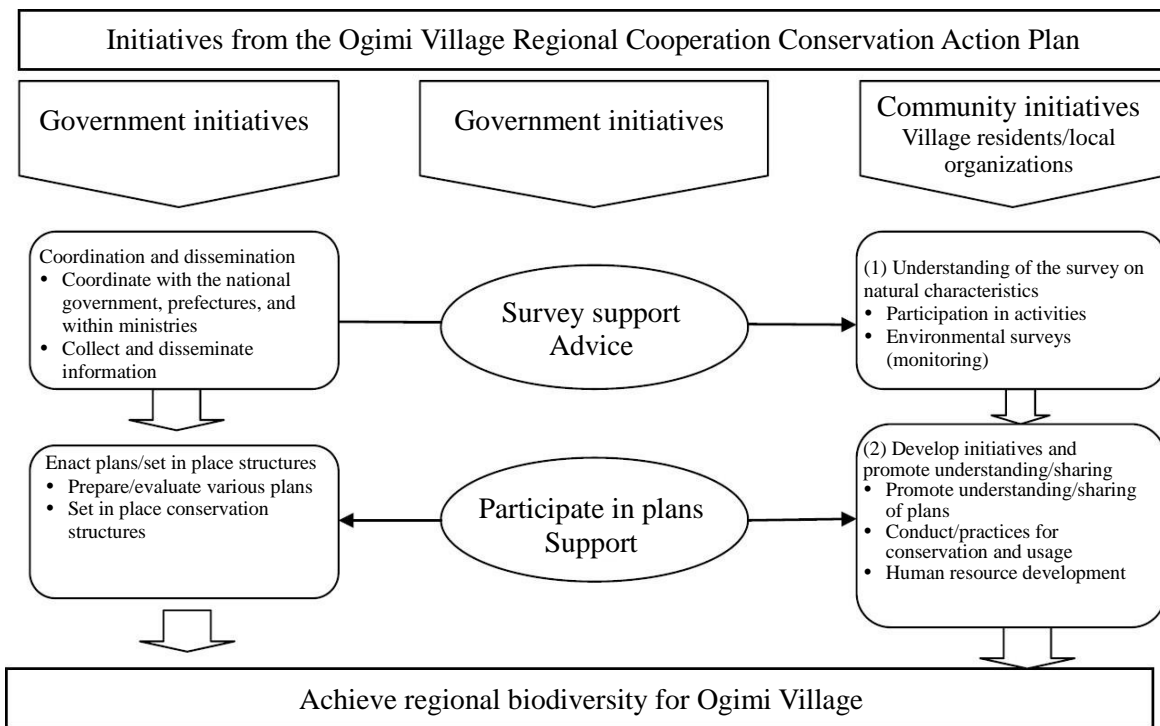 Initiatives from the Ogimi Village Regional Cooperation Conservation Action Plan
Government initiatives
Government initiatives
Community initiatives
Village residents/local
organizations
Coordination and dissemination
• Coordinate with the national
government, prefectures, and
within ministries
• Collect and disseminate
information
Survey support
Advice
(1) Understanding of the survey on
natural characteristics
• Participation in activities
• Environmental surveys
(monitoring)
Enact plans/set in place structures
• Prepare/evaluate various plans
• Set in place conservation
structures
Participate in plans
Support
(2) Develop initiatives and
promote understanding/sharing
• Promote understanding/sharing
of plans
• Conduct/practices for
conservation and usage
• Human resource development
Achieve regional biodiversity for Ogimi Village